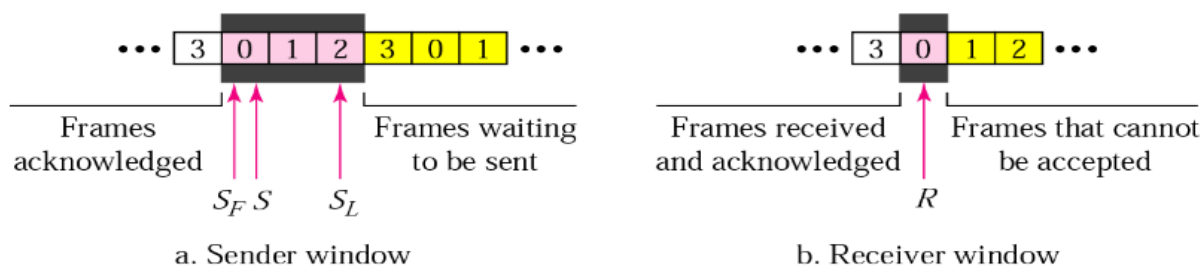 ••• 3 0 1 2 3 0 1 •••
Frames acknowledged
Frames waiting to be sent
S_F S S_L
a. Sender window
••• 3 0 1 2 •••
Frames received and acknowledged
Frames that cannot be accepted
R
b. Receiver window